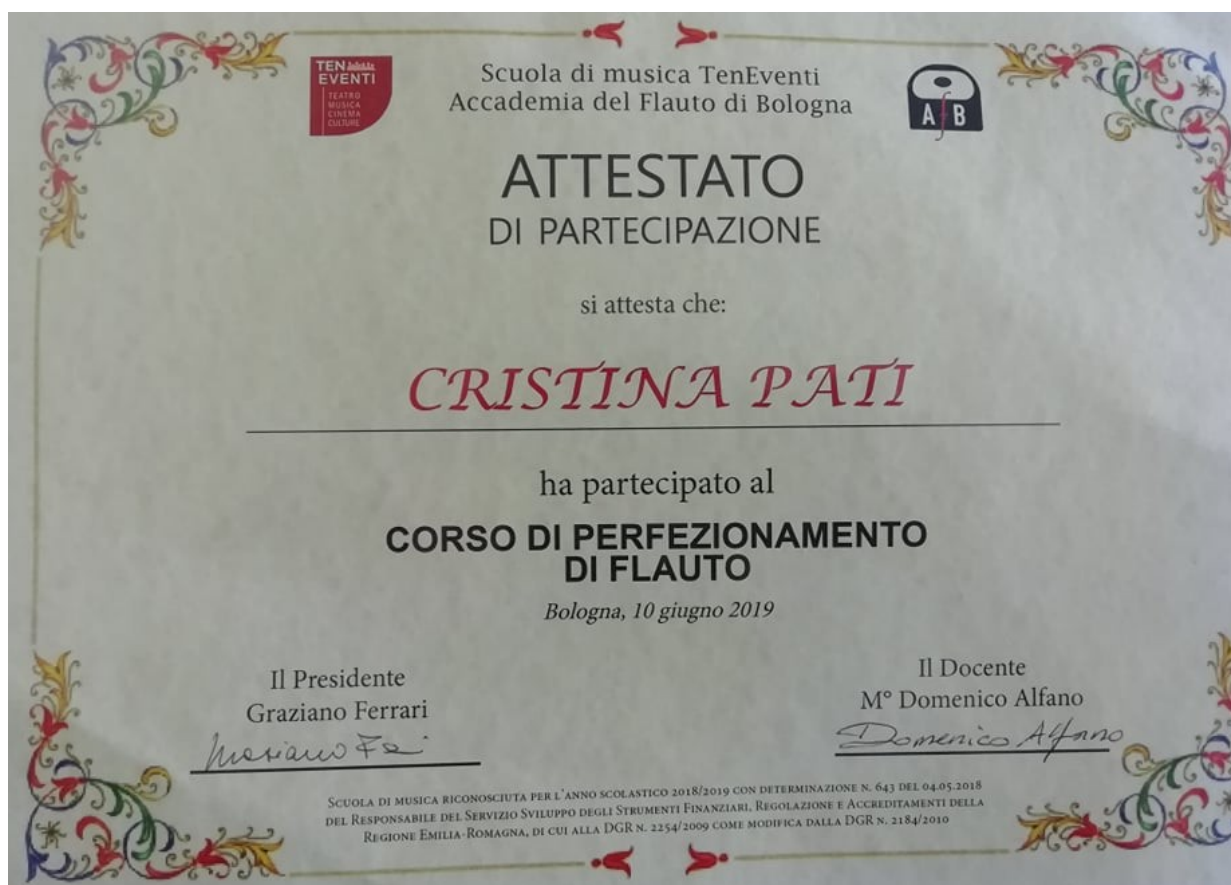 TEN
EVENTI
TEATRO
MUSICA
CINEMA
CULTURE
Scuola di musica TenEventi
Accademia del Flauto di Bologna
A f B
ATTESTATO
DI PARTECIPAZIONE
si attesta che:
CRISTINA PATI
ha partecipato al
CORSO DI PERFEZIONAMENTO
DI FLAUTO
Bologna, 10 giugno 2019
Il Presidente
Graziano Ferrari
Il Docente
M° Domenico Alfano
Domenico Alfano
SCUOLA DI MUSICA RICONOSCIUTA PER L'ANNO SCOLASTICO 2018/2019 CON DETERMINAZIONE N. 643 DEL 04.05.2018
DEL RESPONSABILE DEL SERVIZIO SVILUPPO DEGLI STRUMENTI FINANZIARI, REGOLAZIONE E ACCREDITAMENTI DELLA
REGIONE EMILIA-ROMAGNA, DI CUI ALLA DGR N. 2254/2009 COME MODIFICA DALLA DGR N. 2184/2010